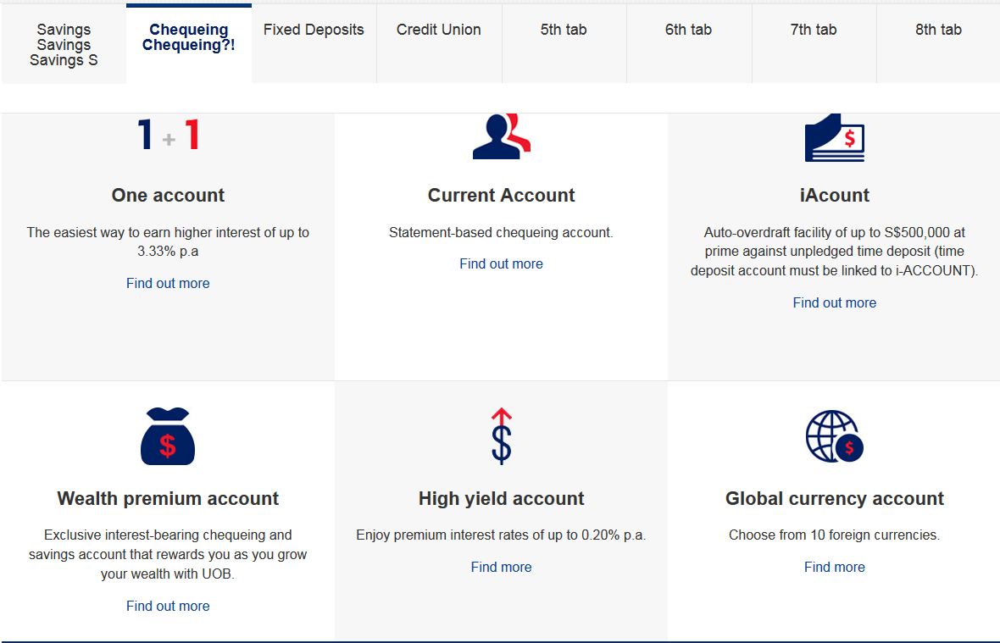 Savings
Savings
Savings S
Chequeing
Chequeing?!
Fixed Deposits
Credit Union
5th tab
6th tab
7th tab
8th tab
1 + 1
One account
The easiest way to earn higher interest of up to
3.33% p.a
Find out more
Current Account
Statement-based chequeing account.
Find out more
$
iAcount
Auto-overdraft facility of up to S$500,000 at
prime against unpledged time deposit (time
deposit account must be linked to i-ACCOUNT).
Find out more
$
Wealth premium account
Exclusive interest-bearing chequeing and
savings account that rewards you as you grow
your wealth with UOB.
Find out more
$
High yield account
Enjoy premium interest rates of up to 0.20% p.a.
Find more
$
Global currency account
Choose from 10 foreign currencies.
Find more